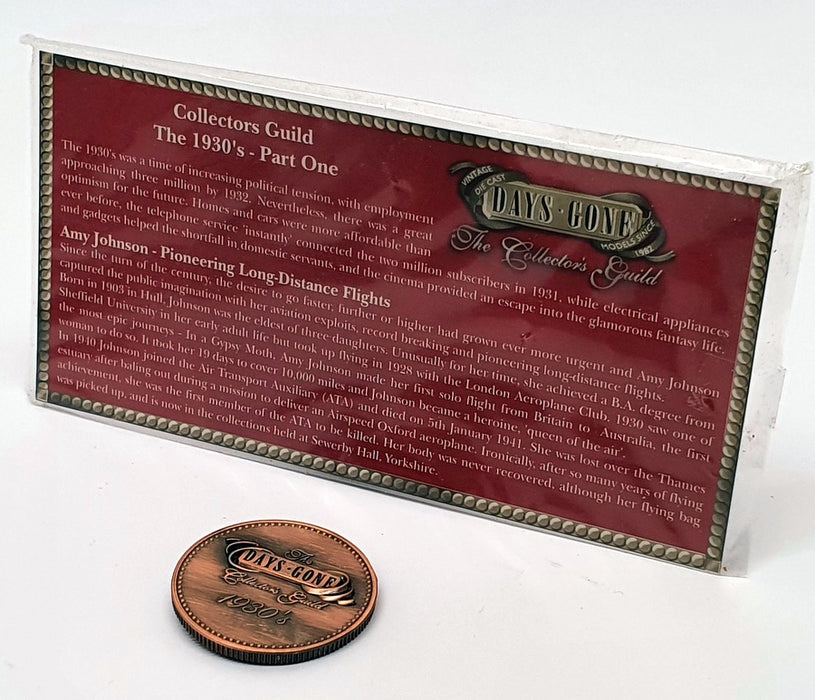 Collectors Guild
The 1930's - Part One
The 1930's was a time of increasing political tension, with employment
approaching three million by 1932. Nevertheless, there was a great
optimism for the future. Homes and cars were more affordable than
ever before, the telephone service 'instantly' connected the two million subscribers in 1931, while electrical appliances
and gadgets helped the shortfall in domestic servants, and the cinema provided an escape into the glamorous fantasy life.
VINTAGE
DIE CAST
DAYS·GONE
MODELS SINCE
1982
The Collector's Guild
Amy Johnson - Pioneering Long-Distance Flights
Since the turn of the century, the desire to go faster, further or higher had grown ever more urgent and Amy Johnson
captured the public imagination with her aviation exploits, record breaking and pioneering long-distance flights.
Born in 1903 in Hull, Johnson was the eldest of three daughters. Unusually for her time, she achieved a B.A. degree from
Sheffield University in her early adult life but took up flying in 1928 with the London Aeroplane Club. 1930 saw one of
the most epic journeys - In a Gypsy Moth, Amy Johnson made her first solo flight from Britain to Australia, the first
woman to do so. It took her 19 days to cover 10,000 miles and Johnson became a heroine, 'queen of the air'.
In 1940 Johnson joined the Air Transport Auxiliary (ATA) and died on 5th January 1941. She was lost over the Thames
estuary after baling out during a mission to deliver an Airspeed Oxford aeroplane. Ironically, after so many years of flying
achievement, she was the first member of the ATA to be killed. Her body was never recovered, although her flying bag
was picked up, and is now in the collections held at Sewerby Hall, Yorkshire.
The
DAYS·GONE
Collector's Guild
1930's